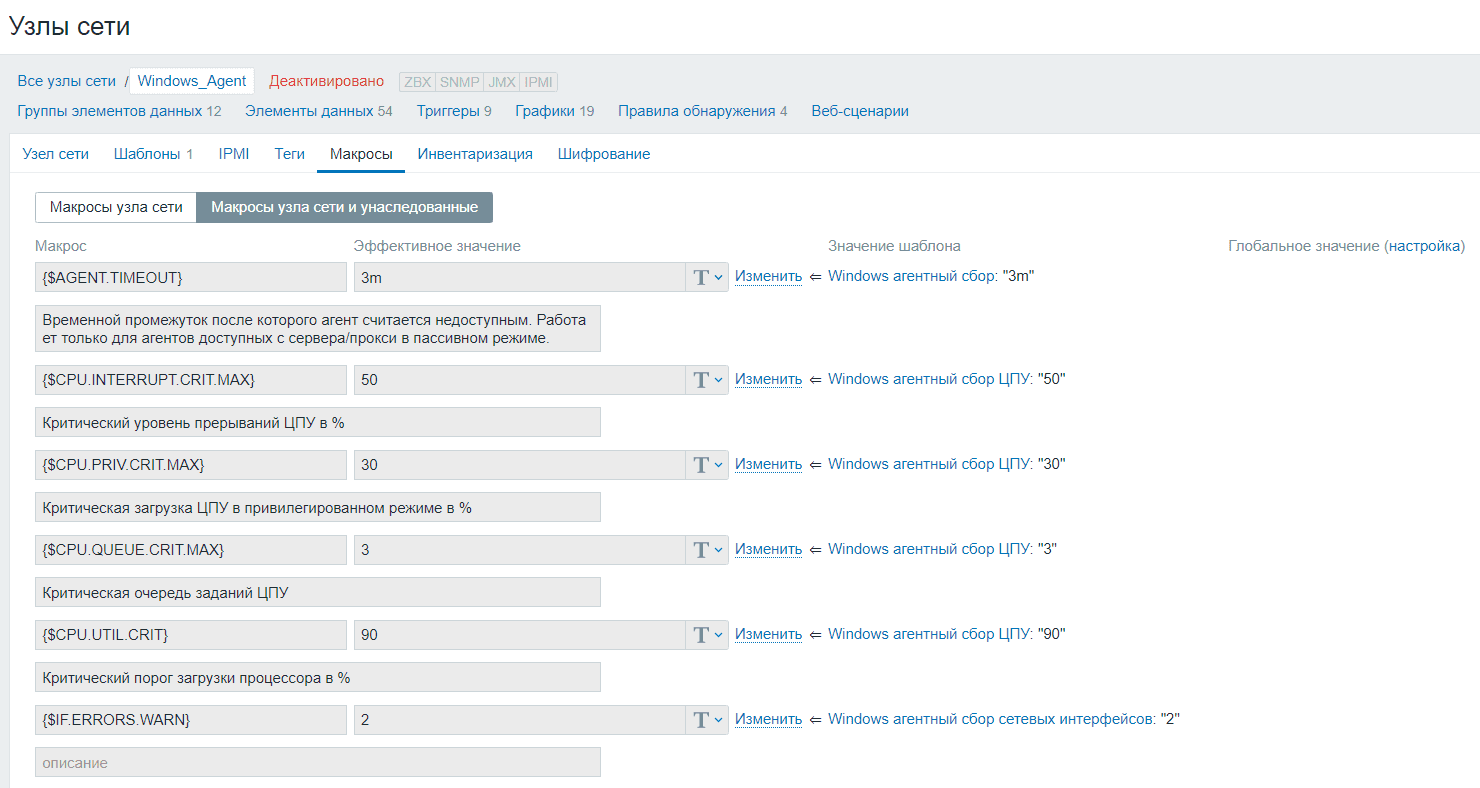 Узлы сети
Все узлы сети / Windows_Agent Деактивировано ZBX SNMP JMX IPMI
Группы элементов данных 12 Элементы данных 54 Триггеры 9 Графики 19 Правила обнаружения 4 Веб-сценарии
Узел сети Шаблоны 1 IPMI Теги Макросы Инвентаризация Шифрование
Макросы узла сети Макросы узла сети и унаследованные
Макрос Эффективное значение Значение шаблона Глобальное значение (настройка)
{$AGENT.TIMEOUT} 3m T Изменить ⇐ Windows агентный сбор: "3m"
Временной промежуток после которого агент считается недоступным. Работа
ет только для агентов доступных с сервера/прокси в пассивном режиме.
{$CPU.INTERRUPT.CRIT.MAX} 50 T Изменить ⇐ Windows агентный сбор ЦПУ: "50"
Критический уровень прерываний ЦПУ в %
{$CPU.PRIV.CRIT.MAX} 30 T Изменить ⇐ Windows агентный сбор ЦПУ: "30"
Критическая загрузка ЦПУ в привилегированном режиме в %
{$CPU.QUEUE.CRIT.MAX} 3 T Изменить ⇐ Windows агентный сбор ЦПУ: "3"
Критическая очередь заданий ЦПУ
{$CPU.UTIL.CRIT} 90 T Изменить ⇐ Windows агентный сбор ЦПУ: "90"
Критический порог загрузки процессора в %
{$IF.ERRORS.WARN} 2 T Изменить ⇐ Windows агентный сбор сетевых интерфейсов: "2"
описание